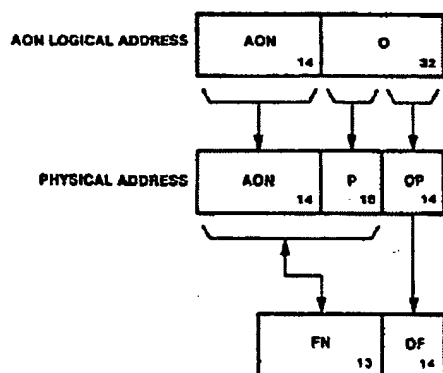 AON LOGICAL ADDRESS
AON
O
14
32
PHYSICAL ADDRESS
AON
P
OP
14
18
14
FN
OF
13
14